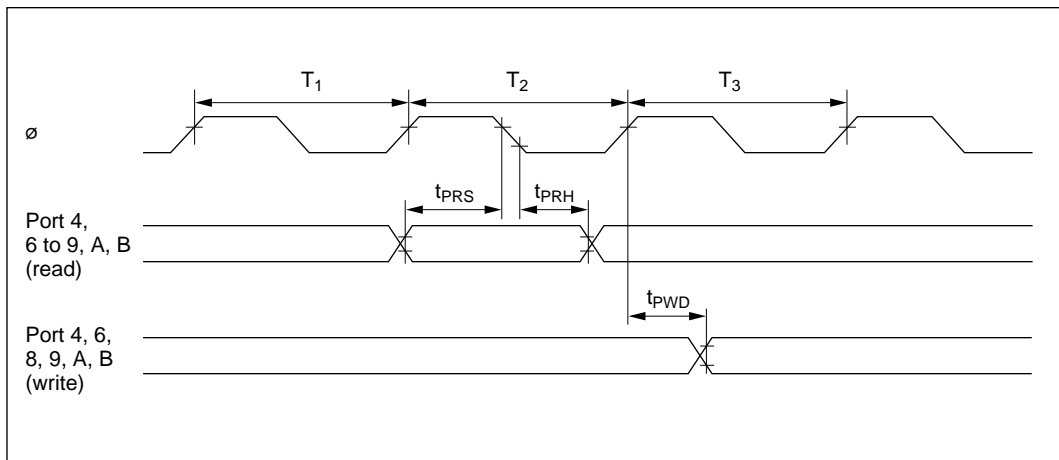 T1 T2 T3
ø
tPRS tPRH
Port 4,
6 to 9, A, B
(read)
tPWD
Port 4, 6,
8, 9, A, B
(write)